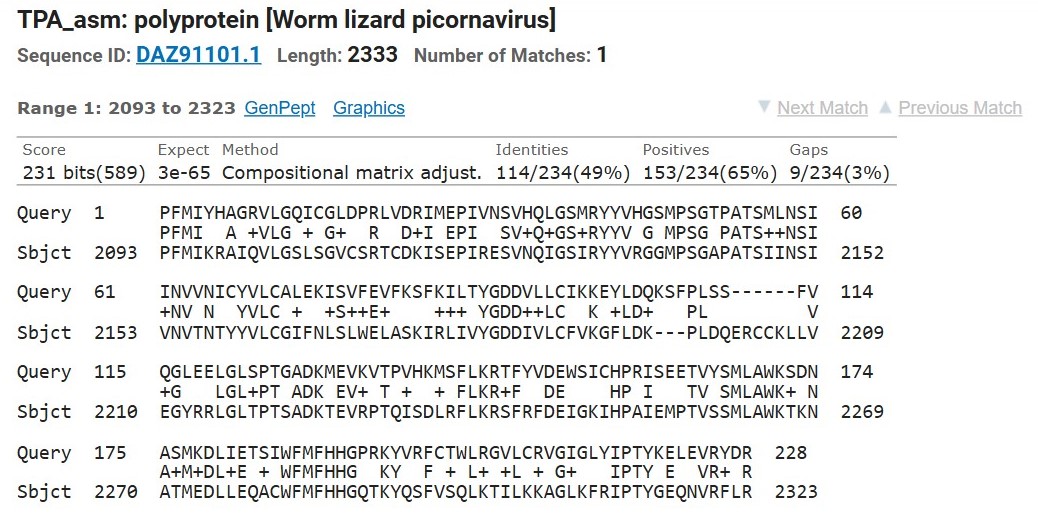 TPA_asm: polyprotein [Worm lizard picornavirus]
Sequence ID: DAZ91101.1 Length: 2333 Number of Matches: 1
Range 1: 2093 to 2323 GenPept Graphics ▼ Next Match ▲ Previous Match
Score Expect Method Identities Positives Gaps
231 bits(589) 3e-65 Compositional matrix adjust. 114/234(49%) 153/234(65%) 9/234(3%)
Query 1 PFMIYHAGRVLGQICGLDPRLVDRIMEPIVNSVHQLGSMRYYVHGSMPSGTPATSMLNSI 60
PFMI   A +VLG + G+  R  D+I EPI  SV+Q+GS+RYYV G MPSG PATS++NSI
Sbjct 2093 PFMIKRAIQVLGSLSGVCSRTCDKISEPIRESVNQIGSIRYYVRGGMPSGAPATSIINSI 2152
Query 61 INVVNICYVLCALEKISVFEVFKSFKILTYGDDVLLCIKKEYLDQKSFPLSS------FV 114
+NV N  YVLC +  +S++E+    +++ YGDD++LC  K +LD+   PL         V
Sbjct 2153 VNVTNTYYVLCGIFNLSLWELASKIRLIVYGDDIVLCFVKGFLDK---PLDQERCCKLLV 2209
Query 115 QGLEELGLSPTGADKMEVKVTPVHKMSFLKRTFYVDEWSICHPRISEETVYSMLAWKSDN 174
+G    LGL+PT ADK EV+ T +  + FLKR+F  DE    HP I   TV SMLAWK+ N
Sbjct 2210 EGYRRLGLTPTSADKTEVRPTQISDLRFLKRSFRFDEIGKIHPAIEMPTVSSMLAWKTKN 2269
Query 175 ASMKDLIETSIWFMFHHGPRKYVRFCTWLRGVLCRVGIGLYIPTYKELEVRYDR 228
A+M+DL+E + WFMFHHG  KY  F + L+ +L + G+   IPTY E  VR+ R
Sbjct 2270 ATMEDLLEQACWFMFHHGQTKYQSFVSQLKTILKKAGLKFRIPTYGEQNVRFLR 2323